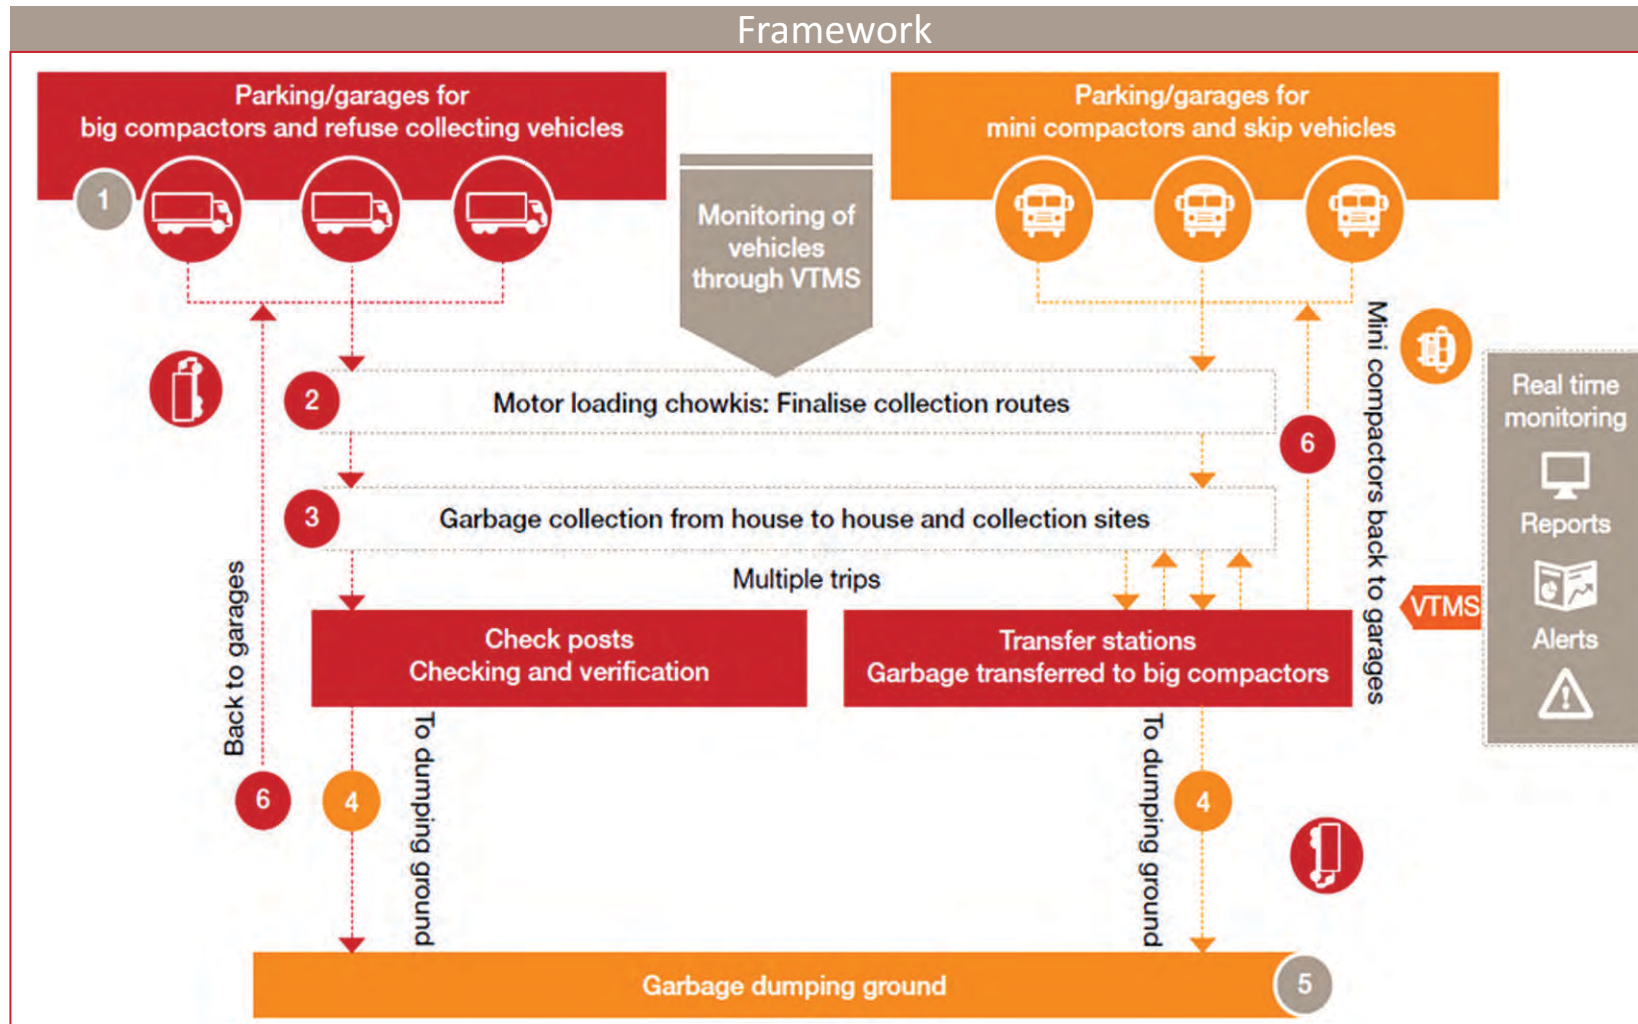 Framework
Parking/garages for
big compactors and refuse collecting vehicles
1
Parking/garages for
mini compactors and skip vehicles
Monitoring of
vehicles
through VTMS
2
Motor loading chowkis: Finalise collection routes
3
Garbage collection from house to house and collection sites
Multiple trips
Check posts
Checking and verification
Transfer stations
Garbage transferred to big compactors
6
Mini compactors back to garages
VTMS
Real time
monitoring
Reports
Alerts
Back to garages
6
4
To dumping ground
To dumping ground
4
Garbage dumping ground
5